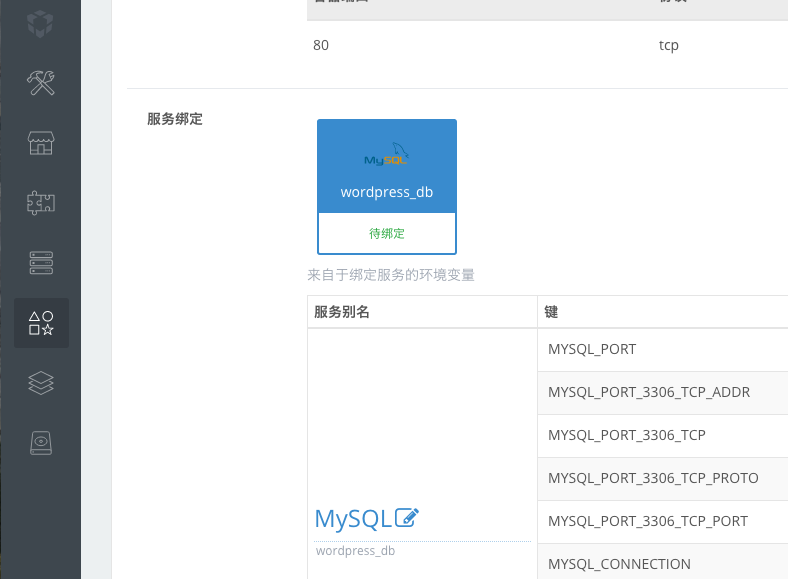 80 tcp
服务绑定
MySQL
wordpress_db
待绑定
来自于绑定服务的环境变量
服务别名 键
MYSQL_PORT
MYSQL_PORT_3306_TCP_ADDR
MYSQL_PORT_3306_TCP
MYSQL_PORT_3306_TCP_PROTO
MySQL
MYSQL_PORT_3306_TCP_PORT
wordpress_db
MYSQL_CONNECTION